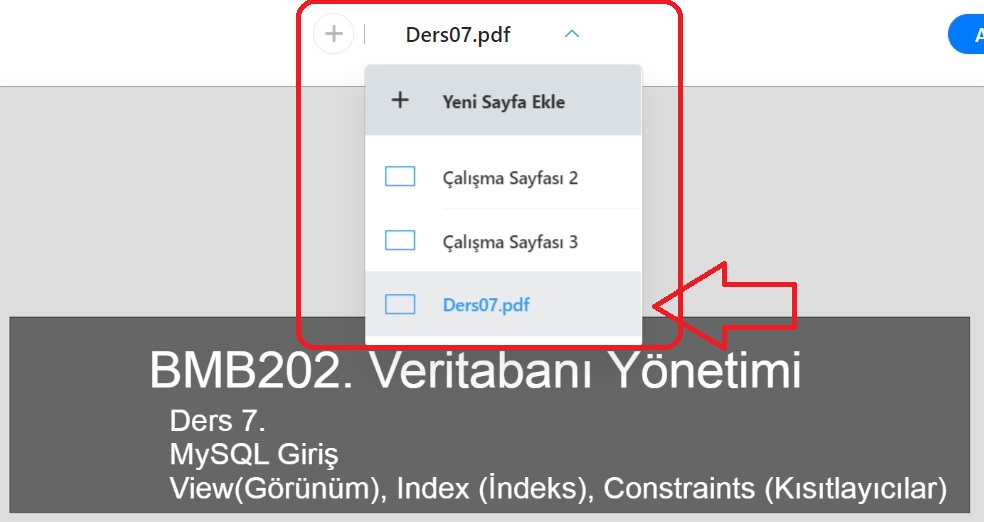 Ders07.pdf
A
Yeni Sayfa Ekle
Çalışma Sayfası 2
Çalışma Sayfası 3
Ders07.pdf
BMB202. Veritabanı Yönetimi
Ders 7.
MySQL Giriş
View(Görünüm), Index (İndeks), Constraints (Kısıtlayıcılar)